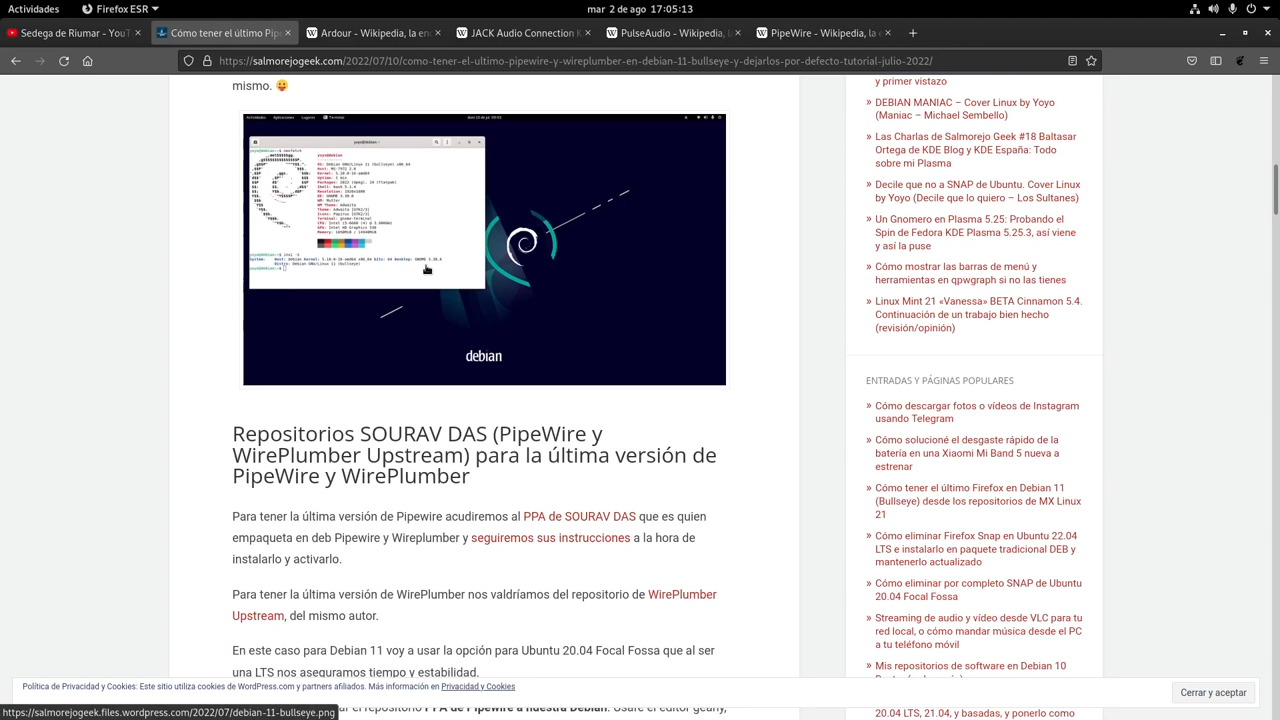 Actividades
Firefox ESR
mar 2 de ago 17:05:13
Sedega de Riumar - YouT
Cómo tener el último Pip
Ardour - Wikipedia, la en
JACK Audio Connection K
PulseAudio - Wikipedia, l
PipeWire - Wikipedia, la e
https://salmorejogeek.com/2022/07/10/como-tener-el-ultimo-pipewire-y-wireplumber-en-debian-11-bullseye-y-dejarlos-por-defecto-tutorial-julio-2022/
mismo. 😛
debian
Repositorios SOURAV DAS (PipeWire y
WirePlumber Upstream) para la última versión de
PipeWire y WirePlumber
Para tener la última versión de Pipewire acudiremos al PPA de SOURAV DAS que es quien
empaqueta en deb Pipewire y Wireplumber y seguiremos sus instrucciones a la hora de
instalarlo y activarlo.
Para tener la última versión de WirePlumber nos valdríamos del repositorio de WirePlumber
Upstream, del mismo autor.
En este caso para Debian 11 voy a usar la opción para Ubuntu 20.04 Focal Fossa que al ser
una LTS nos aseguramos tiempo y estabilidad.
y primer vistazo
» DEBIAN MANIAC – Cover Linux by Yoyo
(Maniac – Michael Sembello)
» Las Charlas de Salmorejo Geek #18 Baltasar
Ortega de KDE Blog y KDE España: Todo
sobre mi Plasma
» Decile que no a SNAP de Ubuntu. Cover Linux
by Yoyo (Decile que lo quiero – Las Sultanes)
» Un Gnomero en Plasma 5.25: Probando el
Spin de Fedora KDE Plasma 5.25.3, así viene
y así la puse
» Cómo mostrar las barras de menú y
herramientas en qpwgraph si no las tienes
» Linux Mint 21 «Vanessa» BETA Cinnamon 5.4.
Continuación de un trabajo bien hecho
(revisión/opinión)
ENTRADAS Y PÁGINAS POPULARES
» Cómo descargar fotos o vídeos de Instagram
usando Telegram
» Cómo solucioné el desgaste rápido de la
batería en una Xiaomi Mi Band 5 nueva a
estrenar
» Cómo tener el último Firefox en Debian 11
(Bullseye) desde los repositorios de MX Linux
21
» Cómo eliminar Firefox Snap en Ubuntu 22.04
LTS e instalarlo en paquete tradicional DEB y
mantenerlo actualizado
» Cómo eliminar por completo SNAP de Ubuntu
20.04 Focal Fossa
» Streaming de audio y vídeo desde VLC para tu
red local, o cómo mandar música desde el PC
a tu teléfono móvil
» Mis repositorios de software en Debian 10
Política de Privacidad y Cookies: Este sitio utiliza cookies de WordPress.com y partners afiliados. Más información en Privacidad y Cookies
Cerrar y aceptar
el repositorio PPA de Pipewire a nuestra Debian. Usaré el editor geany,
https://salmorejogeek.files.wordpress.com/2022/07/debian-11-bullseye.png
20.04 LTS, 21.04, y basadas, y ponerlo como